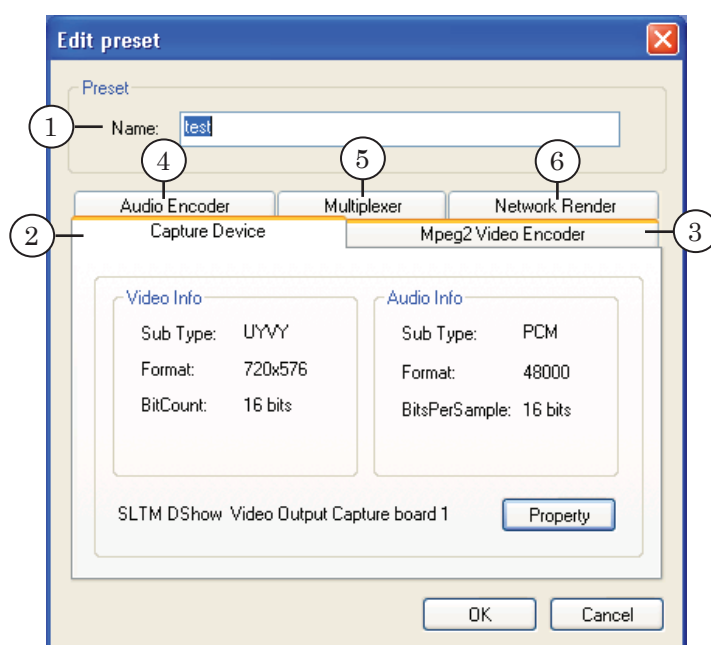 Edit preset
Preset
1 Name: test
4 5 6
Audio Encoder Multiplexer Network Render
2 Capture Device Mpeg2 Video Encoder 3
Video Info Audio Info
Sub Type: UYVY Sub Type: PCM
Format: 720x576 Format: 48000
BitCount: 16 bits BitsPerSample: 16 bits
SLTM DShow Video Output Capture board 1 Property
OK Cancel